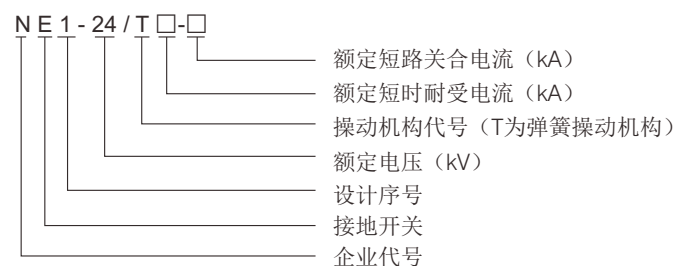 NE1-24/T□-□
额定短路关合电流（kA）
额定短时耐受电流（kA）
操动机构代号（T为弹簧操动机构）
额定电压（kV）
设计序号
接地开关
企业代号